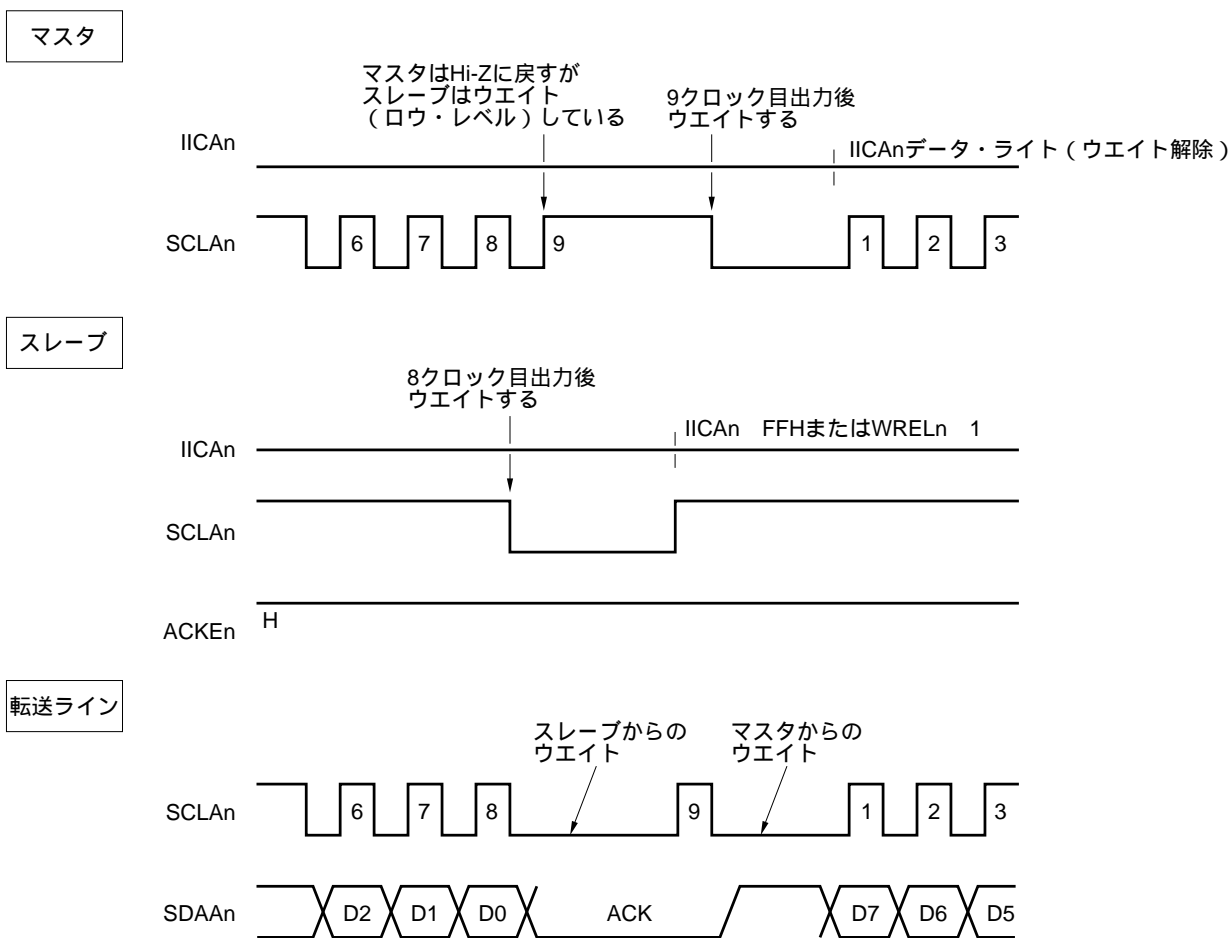 マスタ
マスタはHi-Zに戻すが
スレーブはウエイト
（ロウ・レベル）している
9クロック目出力後
ウエイトする
IICAn
IICAnデータ・ライト（ウエイト解除）
SCLAn
6 7 8 9 1 2 3
スレーブ
8クロック目出力後
ウエイトする
IICAn
IICAn FFHまたはWRELn 1
SCLAn
ACKEn
H
転送ライン
スレーブからの
ウエイト
マスタからの
ウエイト
SCLAn
6 7 8 9 1 2 3
SDAAn
D2 D1 D0 ACK D7 D6 D5